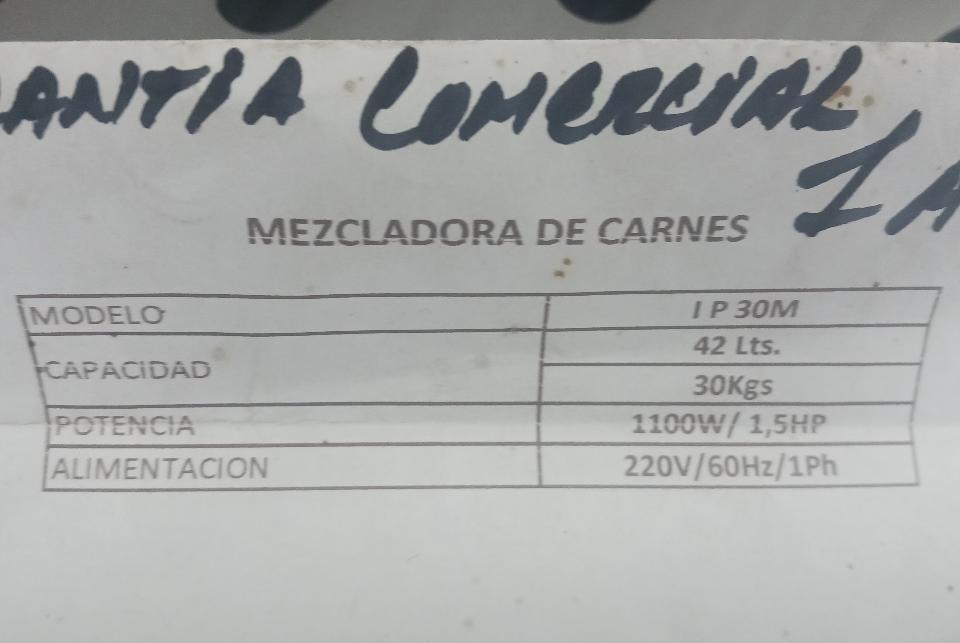 ANTIA COMERCIAL,
1 A
MEZCLADORA DE CARNES
MODELO I P 30M
CAPACIDAD 42 Lts.
30Kgs
POTENCIA 1100W/ 1,5HP
ALIMENTACION 220V/60Hz/1Ph